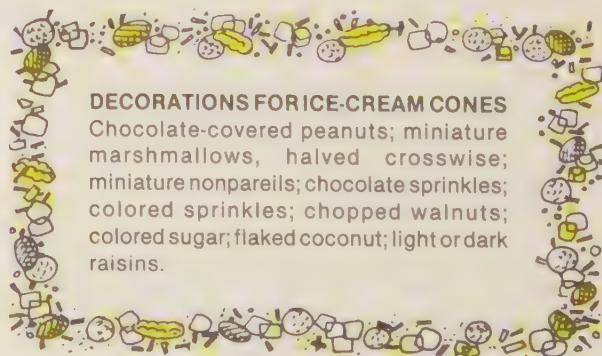 DECORATIONS FOR ICE-CREAM CONES
Chocolate-covered peanuts; miniature
marshmallows, halved crosswise;
miniature nonpareils; chocolate sprinkles;
colored sprinkles; chopped walnuts;
colored sugar; flaked coconut; light or dark
raisins.